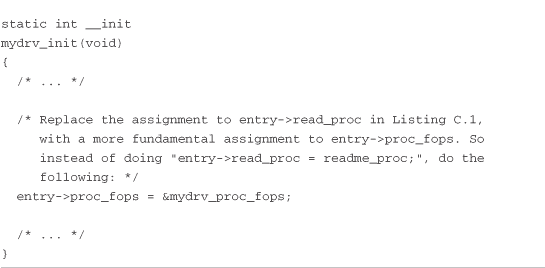 static int __init
mydrv_init(void)
{
  /* ... */
  /* Replace the assignment to entry->read_proc in Listing C.1,
     with a more fundamental assignment to entry->proc_fops. So
     instead of doing "entry->read_proc = readme_proc;", do the
     following: */
  entry->proc_fops = &mydrv_proc_fops;
  /* ... */
}